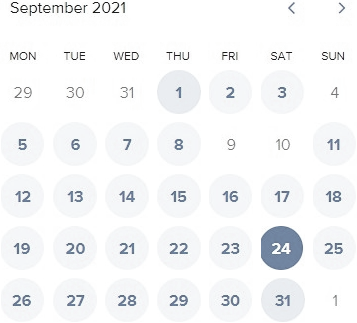 September 2021
MON TUE WED THU FRI SAT SUN
29 30 31 1 2 3 4
5 6 7 8 9 10 11
12 13 14 15 16 17 18
19 20 21 22 23 24 25
26 27 28 29 30 31 1